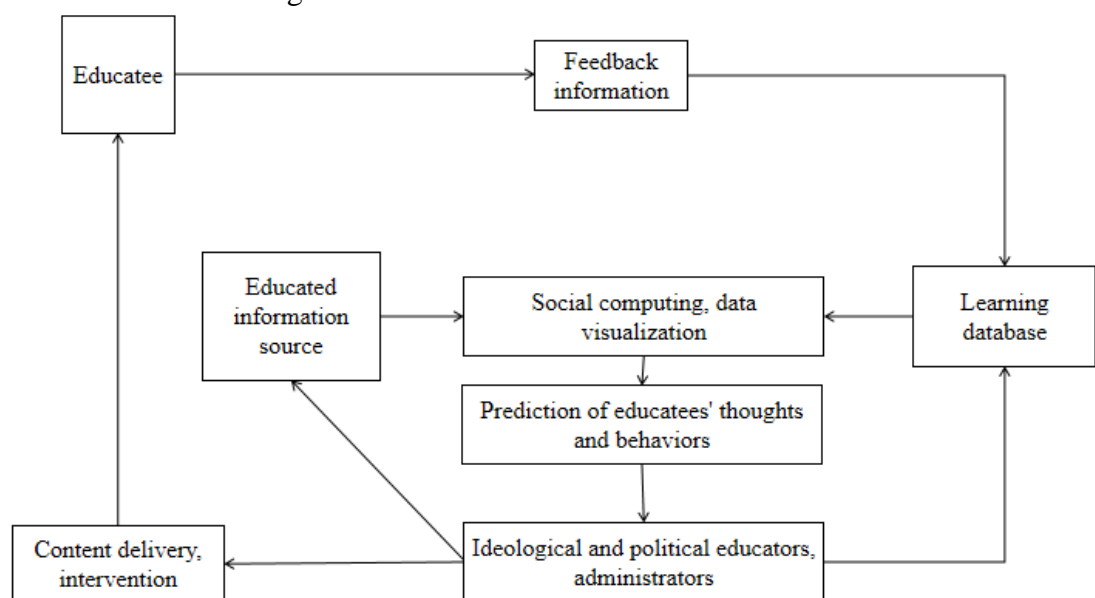 Educatee
Feedback
information
Educated
information
source
Social computing, data
visualization
Learning
database
Prediction of educatees' thoughts
and behaviors
Content delivery,
intervention
Ideological and political educators,
administrators